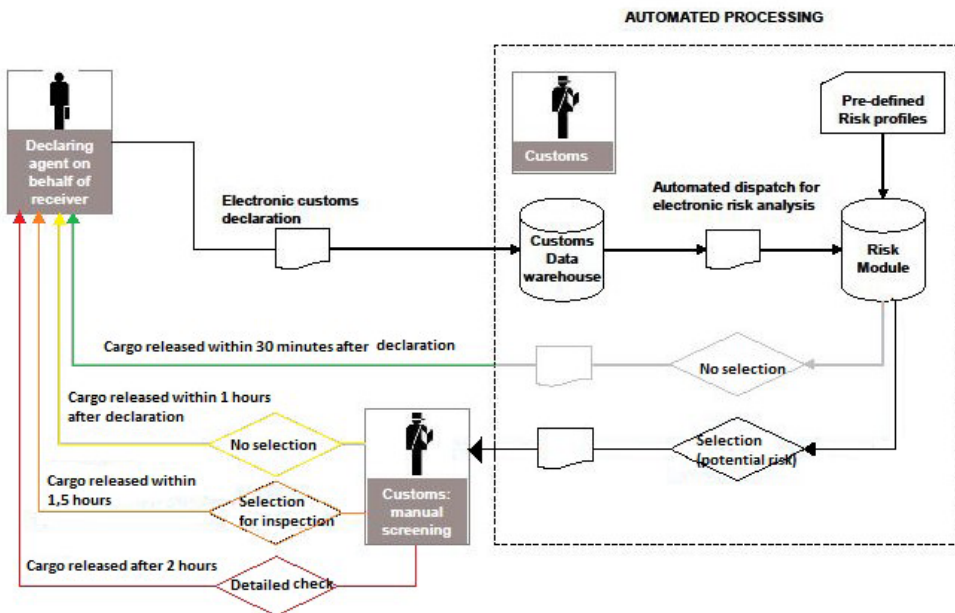 AUTOMATED PROCESSING
Declaring
agent on
behalf of
receiver
Customs
Pre-defined
Risk profiles
Electronic customs
declaration
Automated dispatch for
electronic risk analysis
Customs
Data
warehouse
Risk
Module
Cargo released within 30 minutes after declaration
No selection
Cargo released within 1 hours
after declaration
No selection
Selection
(potential risk)
Cargo released within
1,5 hours
Selection
for inspection
Customs:
manual
screening
Cargo released after 2 hours
Detailed check